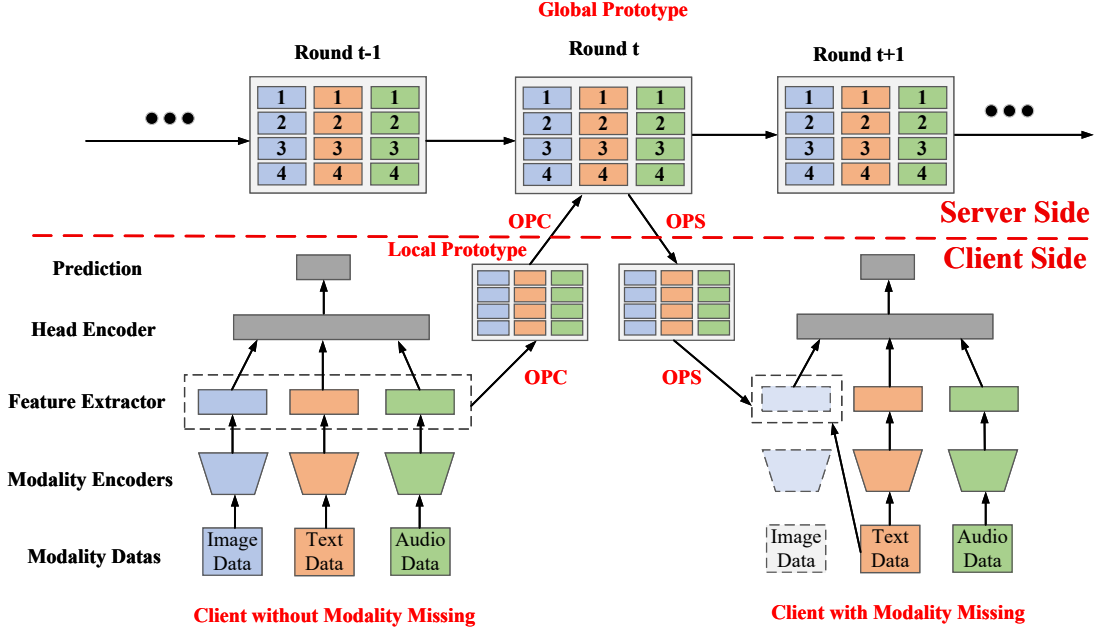 Global Prototype
Round t-1
Round t
Round t+1
1 1 1
2 2 2
3 3 3
4 4 4
1 1 1
2 2 2
3 3 3
4 4 4
1 1 1
2 2 2
3 3 3
4 4 4
OPC
OPS
Server Side
Local Prototype
Client Side
Prediction
Head Encoder
OPC
OPS
Feature Extractor
Modality Encoders
Modality Datas
Image
Data
Text
Data
Audio
Data
Image
Data
Text
Data
Audio
Data
Client without Modality Missing
Client with Modality Missing